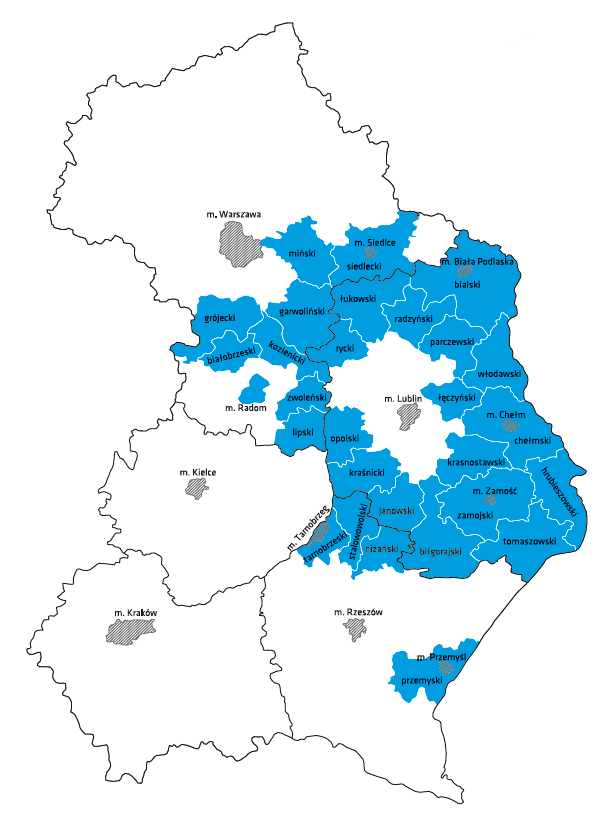 m. Warszawa
m. Siedlce
miński
siedlecki
m. Biała Podlaska
bialski
łukowski
garwoliński
grójecki
radzyński
parczewski
kozienicki
rycki
białobrzeski
włodawski
zwoleński
m. Lublin
łęczyński
m. Radom
m. Chełm
lipski
opolski
chełmski
krasnostawski
m. Kielce
kraśnicki
hrubieszowski
m. Zamość
janowski
zamojski
m. Tarnobrzeg
stalowowolski
tarnobrzeski
niżański
biłgorajski
tomaszowski
m. Kraków
m. Rzeszów
m. Przemyśl
przemyski